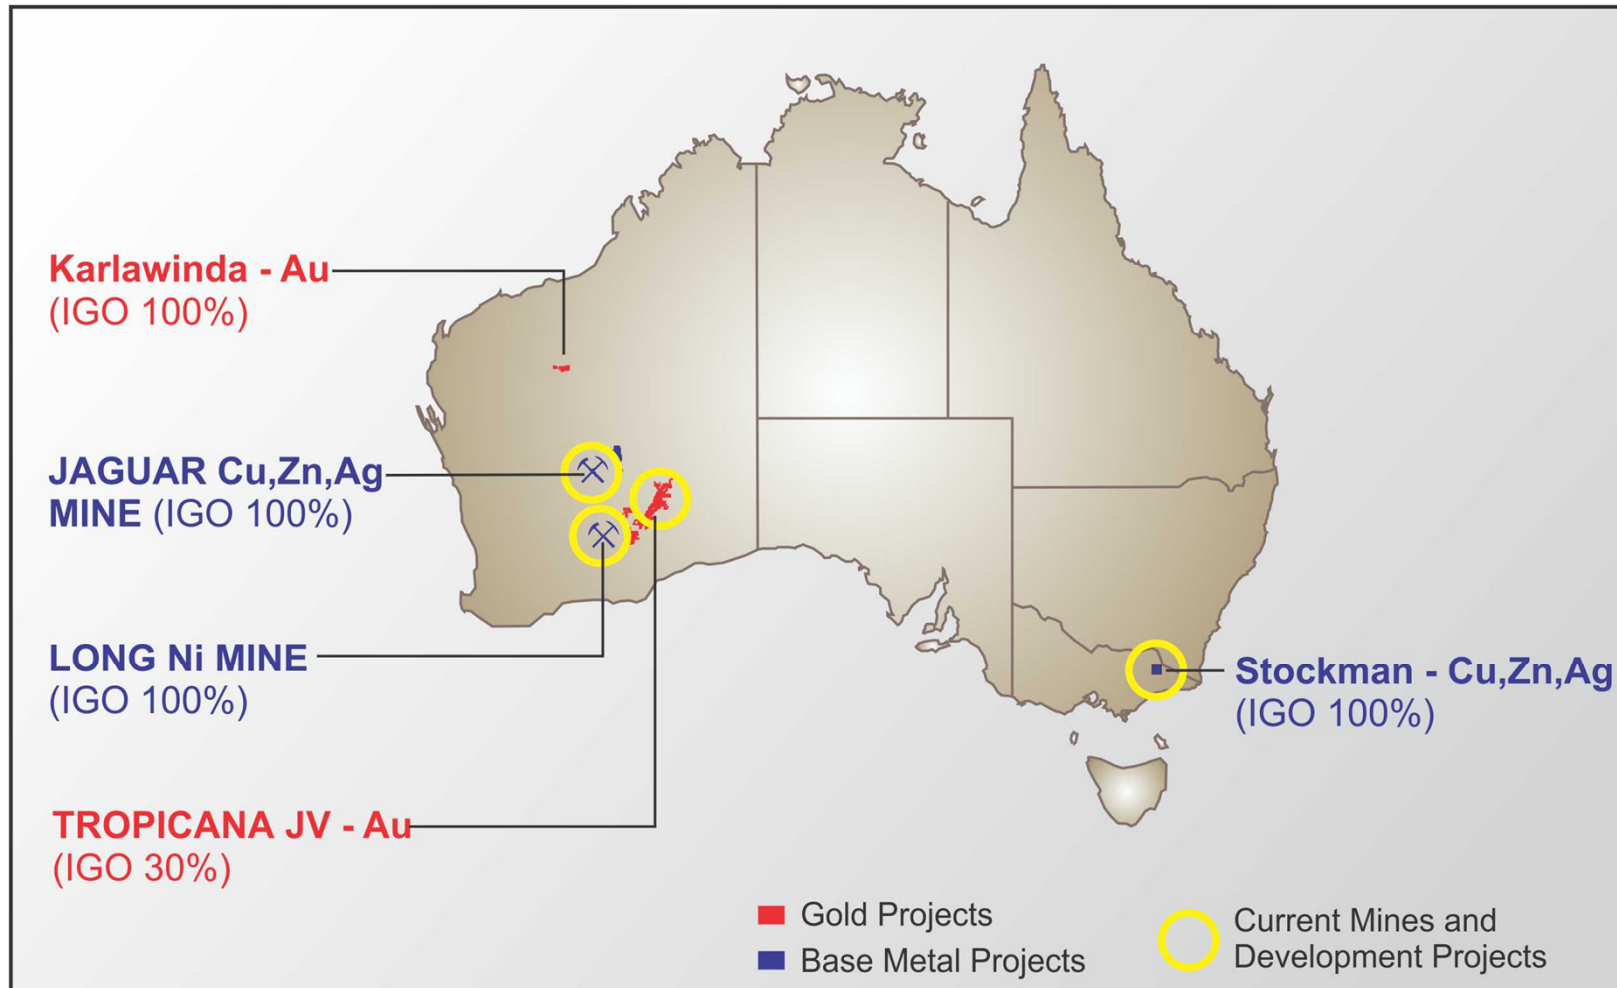 Karlawinda - Au
(IGO 100%)
JAGUAR Cu,Zn,Ag
MINE (IGO 100%)
LONG Ni MINE
(IGO 100%)
Stockman - Cu,Zn,Ag
(IGO 100%)
TROPICANA JV - Au
(IGO 30%)
Gold Projects
Base Metal Projects
Current Mines and
Development Projects